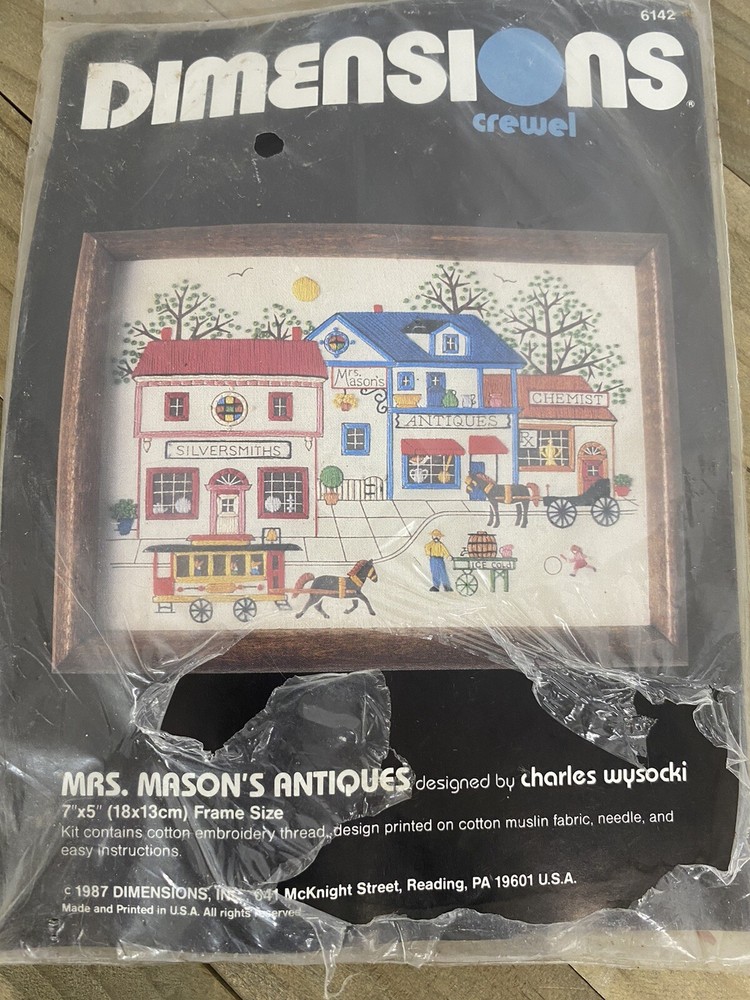 6142
DIMENSIONS®
crewel
Mrs.
Mason's
CHEMIST
ANTIQUES
SILVERSMITHS
Rx
ICE COLD
MRS. MASON'S ANTIQUES designed by charles wysocki
7"x5" (18x13cm) Frame Size
Kit contains cotton embroidery thread, design printed on cotton muslin fabric, needle, and
easy instructions.
© 1987 DIMENSIONS, INC. 641 McKnight Street, Reading, PA 19601 U.S.A.
Made and Printed in U.S.A. All rights reserved